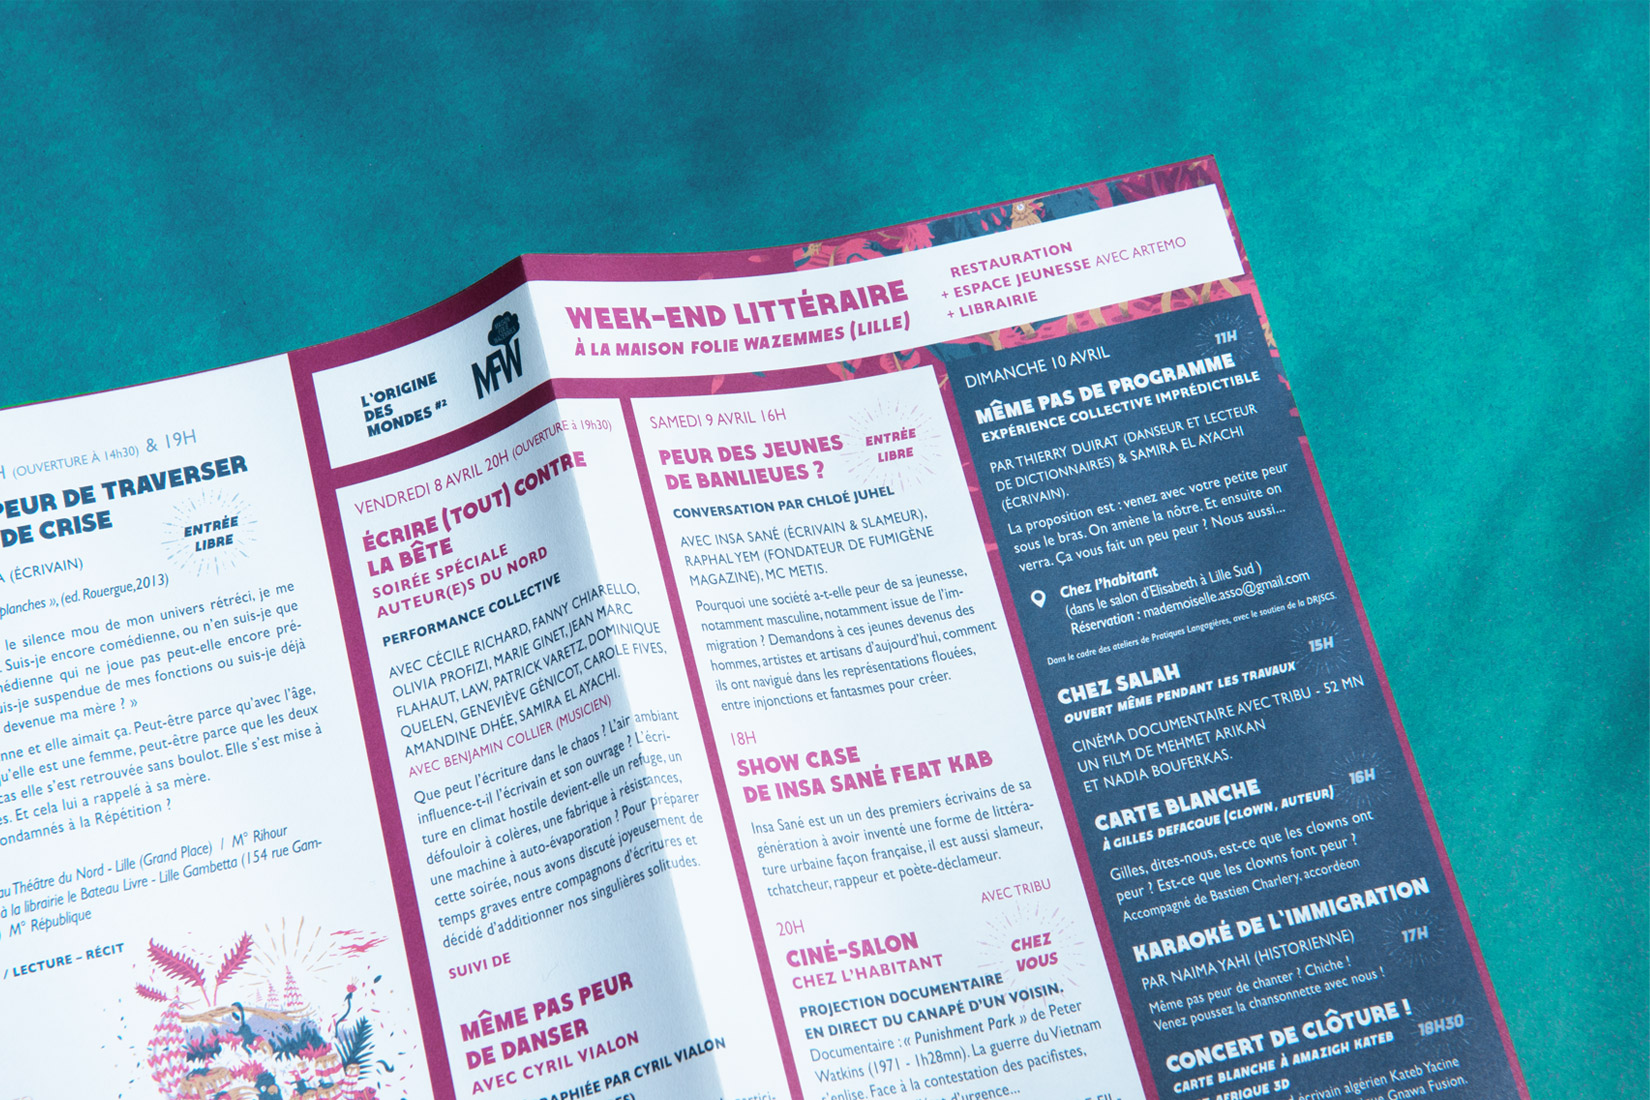 H (OUVERTURE À 14h30) & 19H
PEUR DE TRAVERSER
DE CRISE
ENTRÉE
LIBRE
(ÉCRIVAIN)
planches », (ed. Rouergue, 2013)
le silence mou de mon univers rétréci, je me
Suis-je encore comédienne, ou n'en suis-je que
médienne qui ne joue pas peut-elle encore pré-
uis-je suspendue de mes fonctions ou suis-je déjà
devenue ma mère ? »
nne et elle aimait ça. Peut-être parce qu'avec l'âge,
qu'elle est une femme, peut-être parce que les deux
cas elle s'est retrouvée sans boulot. Elle s'est mise à
es. Et cela lui a rappelé à sa mère.
ondamnés à la Répétition ?
au Théâtre du Nord - Lille (Grand Place) / M° Rihour
à la librairie le Bateau Livre - Lille Gambetta (154 rue Gam-
) M° République
/ LECTURE – RÉCIT
L'ORIGINE
DES
MONDES #2
MFW
WEEK-END LITTÉRAIRE
À LA MAISON FOLIE WAZEMMES (LILLE)
RESTAURATION
+ ESPACE JEUNESSE AVEC ARTEMO
+ LIBRAIRIE
VENDREDI 8 AVRIL 20H (OUVERTURE à 19h30)
ÉCRIRE (TOUT) CONTRE
LA BÊTE
SOIRÉE SPÉCIALE
AUTEUR(E)S DU NORD
PERFORMANCE COLLECTIVE
AVEC CÉCILE RICHARD, FANNY CHIARELLO,
OLIVIA PROFIZI, MARIE GINET, JEAN MARC
FLAHAUT, LAW, PATRICK VARETZ, DOMINIQUE
QUELEN, GENEVIÈVE GÉNICOT, CAROLE FIVES,
AMANDINE DHÉE, SAMIRA EL AYACHI.
AVEC BENJAMIN COLLIER (MUSICIEN)
Que peut l'écriture dans le chaos ? L'air ambiant
influence-t-il l'écrivain et son ouvrage ? L'écri-
ture en climat hostile devient-elle un refuge, un
défouloir à colères, une fabrique à résistances,
une machine à auto-évaporation ? Pour préparer
cette soirée, nous avons discuté joyeusement de
temps graves entre compagnons d'écritures et
décidé d'additionner nos singulières solitudes.
SUIVI DE
MÊME PAS PEUR
DE DANSER
AVEC CYRIL VIALON
RAPHIÉE PAR CYRIL VIALON
SAMEDI 9 AVRIL 16H
PEUR DES JEUNES
DE BANLIEUES ?
ENTRÉE
LIBRE
CONVERSATION PAR CHLOÉ JUHEL
AVEC INSA SANÉ (ÉCRIVAIN & SLAMEUR),
RAPHAL YEM (FONDATEUR DE FUMIGÈNE
MAGAZINE), MC METIS.
Pourquoi une société a-t-elle peur de sa jeunesse,
notamment masculine, notamment issue de l'im-
migration ? Demandons à ces jeunes devenus des
hommes, artistes et artisans d'aujourd'hui, comment
ils ont navigué dans les représentations flouées,
entre injonctions et fantasmes pour créer.
18H
SHOW CASE
DE INSA SANÉ FEAT KAB
Insa Sané est un un des premiers écrivains de sa
génération à avoir inventé une forme de littéra-
ture urbaine façon française, il est aussi slameur,
tchatcheur, rappeur et poète-déclameur.
AVEC TRIBU
20H
CINÉ-SALON
CHEZ L'HABITANT
CHEZ
VOUS
PROJECTION DOCUMENTAIRE
EN DIRECT DU CANAPÉ D'UN VOISIN.
Documentaire : « Punishment Park » de Peter
Watkins (1971 - 1h28mn). La guerre du Vietnam
s'enlise. Face à la contestation des pacifistes,
d'urgence...
DIMANCHE 10 AVRIL
11H
MÊME PAS DE PROGRAMME
EXPÉRIENCE COLLECTIVE IMPRÉDICTIBLE
PAR THIERRY DUIRAT (DANSEUR ET LECTEUR
DE DICTIONNAIRES) & SAMIRA EL AYACHI
(ÉCRIVAIN).
La proposition est : venez avec votre petite peur
sous le bras. On amène la nôtre. Et ensuite on
verra. Ça vous fait un peu peur ? Nous aussi...
Chez l'habitant
(dans le salon d'Elisabeth à Lille Sud )
Réservation : mademoiselle.asso@gmail.com
Dans le cadre des ateliers de Pratiques Langagières, avec le soutien de la DRJSCS.
15H
CHEZ SALAH
OUVERT MÊME PENDANT LES TRAVAUX
CINÉMA DOCUMENTAIRE AVEC TRIBU - 52 MN
UN FILM DE MEHMET ARIKAN
ET NADIA BOUFERKAS.
16H
CARTE BLANCHE
À GILLES DEFACQUE (CLOWN, AUTEUR)
Gilles, dites-nous, est-ce que les clowns ont
peur ? Est-ce que les clowns font peur ?
Accompagné de Bastien Charlery, accordéon
KARAOKÉ DE L'IMMIGRATION
17H
PAR NAIMA YAHI (HISTORIENNE)
Même pas peur de chanter ? Chiche !
Venez poussez la chansonnette avec nous !
CONCERT DE CLÔTURE !
18H30
CARTE BLANCHE À AMAZIGH KATEB
AFRIQUE 3D
écrivain algérien Kateb Yacine
Gnawa Fusion.